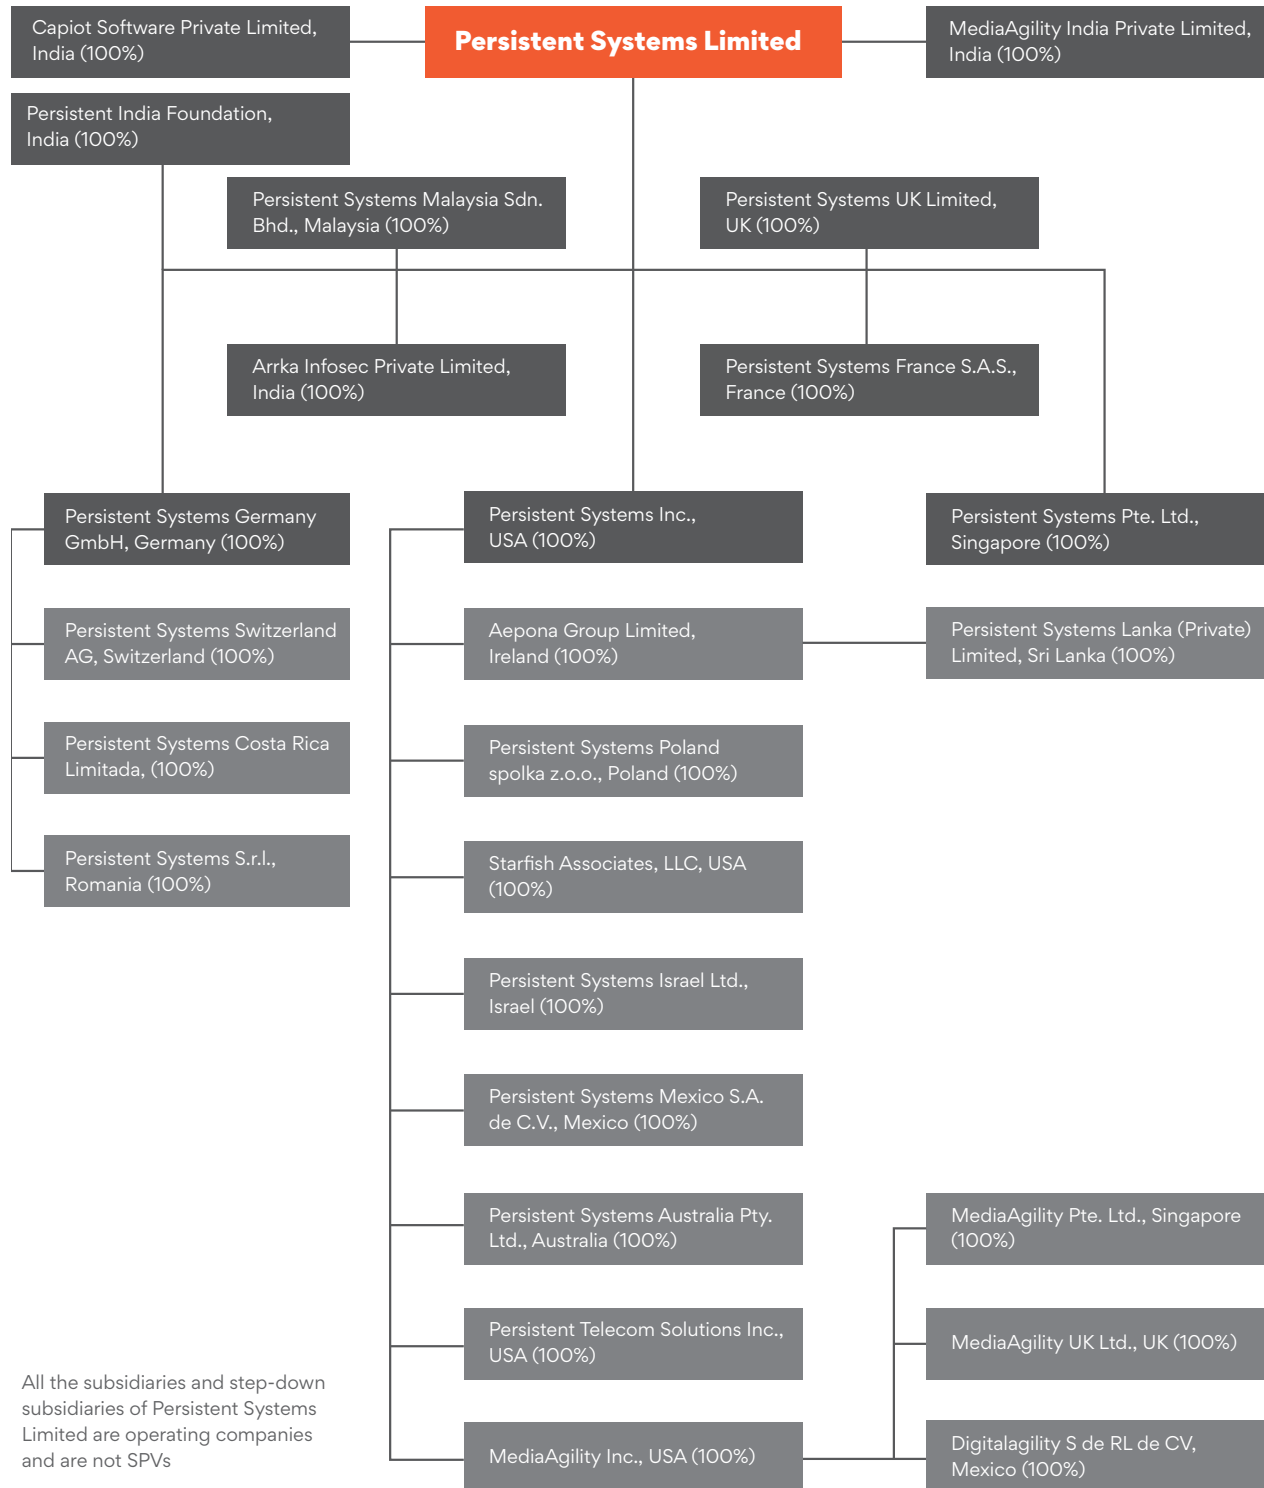 Capiot Software Private Limited,
India (100%)
Persistent Systems Limited
MediaAgility India Private Limited,
India (100%)
Persistent India Foundation,
India (100%)
Persistent Systems Malaysia Sdn.
Bhd., Malaysia (100%)
Persistent Systems UK Limited,
UK (100%)
Arrka Infosec Private Limited,
India (100%)
Persistent Systems France S.A.S.,
France (100%)
Persistent Systems Germany
GmbH, Germany (100%)
Persistent Systems Inc.,
USA (100%)
Persistent Systems Pte. Ltd.,
Singapore (100%)
Persistent Systems Switzerland
AG, Switzerland (100%)
Aepona Group Limited,
Ireland (100%)
Persistent Systems Lanka (Private)
Limited, Sri Lanka (100%)
Persistent Systems Costa Rica
Limitada, (100%)
Persistent Systems Poland
spolka z.o.o., Poland (100%)
Persistent Systems S.r.l.,
Romania (100%)
Starfish Associates, LLC, USA
(100%)
Persistent Systems Israel Ltd.,
Israel (100%)
Persistent Systems Mexico S.A.
de C.V., Mexico (100%)
Persistent Systems Australia Pty.
Ltd., Australia (100%)
MediaAgility Pte. Ltd., Singapore
(100%)
Persistent Telecom Solutions Inc.,
USA (100%)
MediaAgility UK Ltd., UK (100%)
MediaAgility Inc., USA (100%)
Digitalagility S de RL de CV,
Mexico (100%)
All the subsidiaries and step-down
subsidiaries of Persistent Systems
Limited are operating companies
and are not SPVs